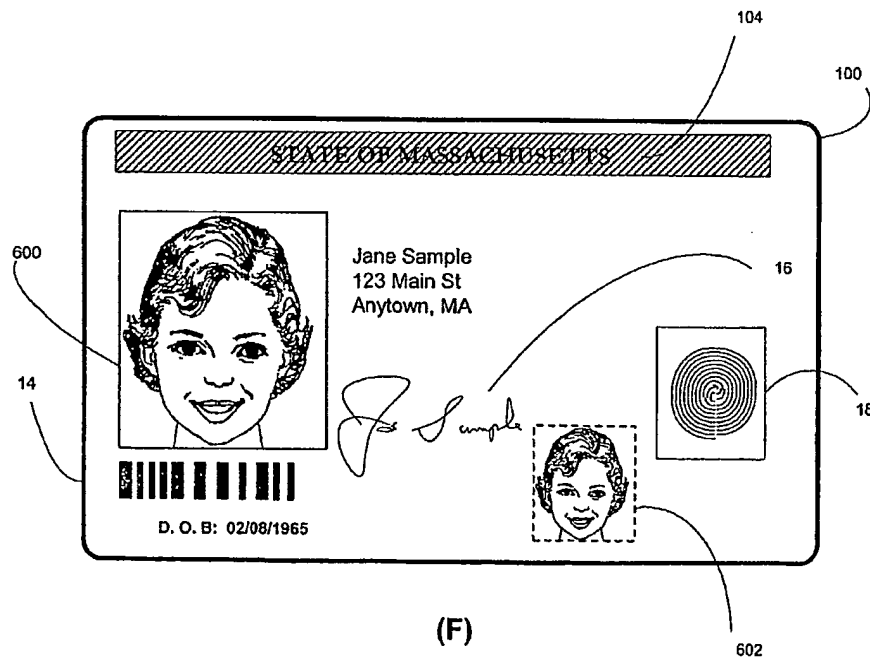 104
100
STATE OF MASSACHUSETTS
600
Jane Sample
123 Main St
Anytown, MA
16
14
Sample
18
D. O. B: 02/08/1965
(F)
602